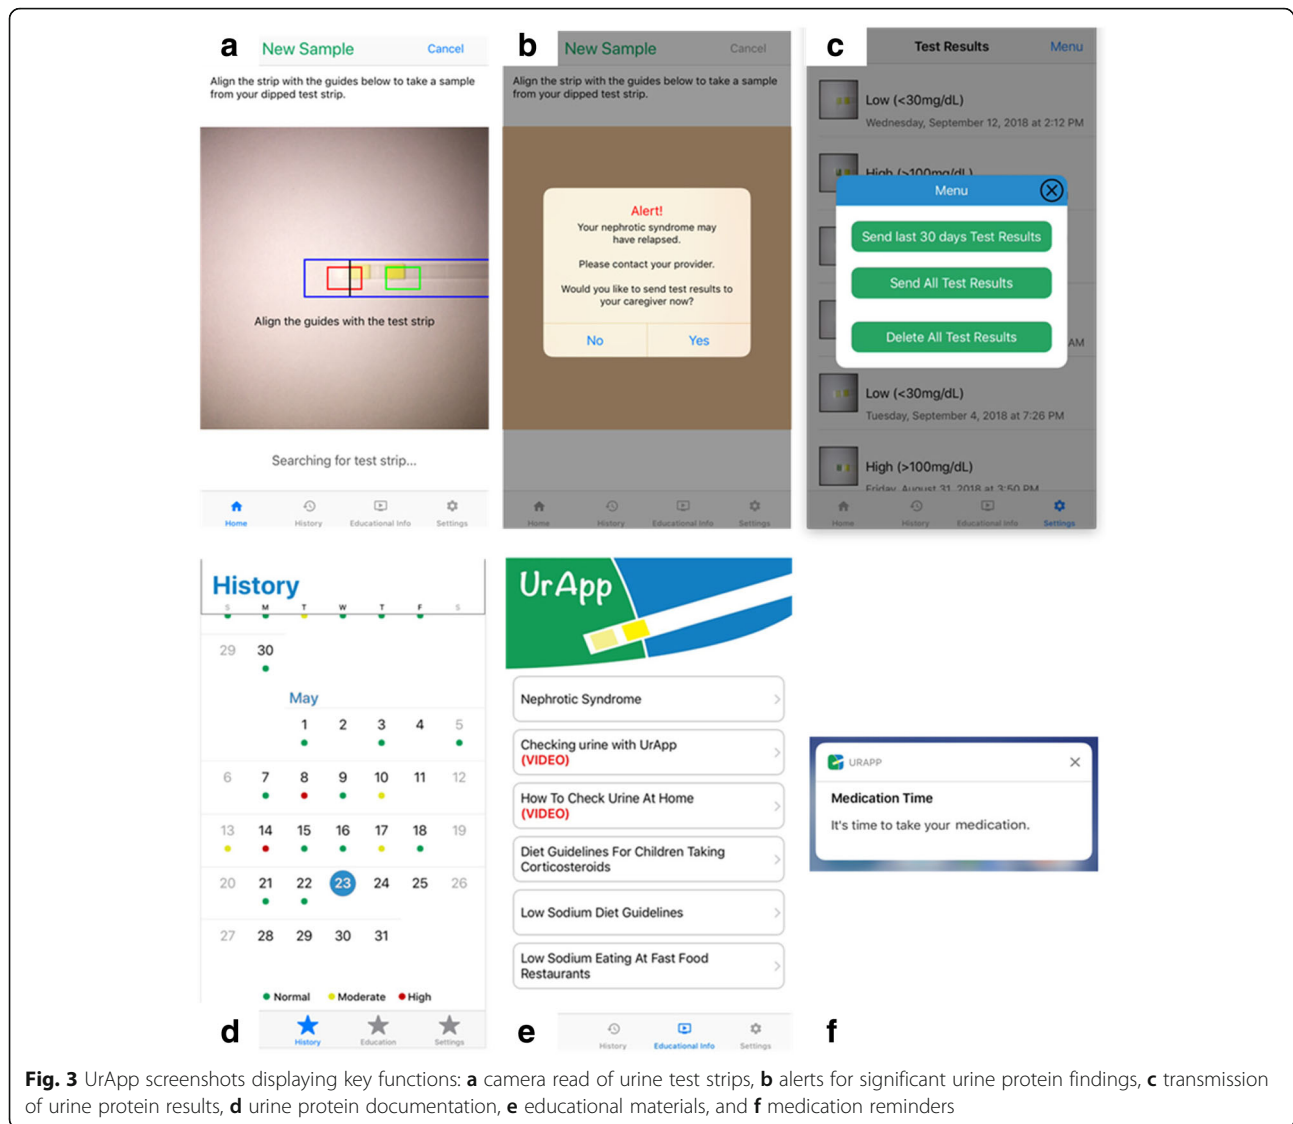 a
New Sample
Cancel
Align the strip with the guides below to take a sample
from your dipped test strip.
Align the guides with the test strip
Searching for test strip...
Home
History
Educational Info
Settings
b
New Sample
Cancel
Align the strip with the guides below to take a sample
from your dipped test strip.
Alert!
Your nephrotic syndrome may
have relapsed.
Please contact your provider.
Would you like to send test results to
your caregiver now?
No
Yes
Home
History
Educational Info
Settings
c
Test Results
Menu
Low (<30mg/dL)
Wednesday, September 12, 2018 at 2:12 PM
High (>100mg/dL)
Menu
Send last 30 days Test Results
Send All Test Results
Delete All Test Results
AM
Low (<30mg/dL)
Tuesday, September 4, 2018 at 7:26 PM
High (>100mg/dL)
Friday, August 31, 2018 at 3:50 PM
Home
History
Educational Info
Settings
History
S M T W T F S
29 30
May
1 2 3 4 5
6 7 8 9 10 11 12
13 14 15 16 17 18 19
20 21 22 23 24 25 26
27 28 29 30 31
Normal Moderate High
d
History
Education
Settings
UrApp
Nephrotic Syndrome
Checking urine with UrApp
(VIDEO)
How To Check Urine At Home
(VIDEO)
Diet Guidelines For Children Taking
Corticosteroids
Low Sodium Diet Guidelines
Low Sodium Eating At Fast Food
Restaurants
e
History
Educational Info
Settings
URAPP
Medication Time
It's time to take your medication.
f
Fig. 3 UrApp screenshots displaying key functions: a camera read of urine test strips, b alerts for significant urine protein findings, c transmission
of urine protein results, d urine protein documentation, e educational materials, and f medication reminders